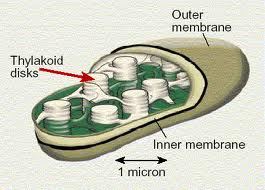 Outer
membrane
Thylakoid
disks
Inner membrane
1 micron